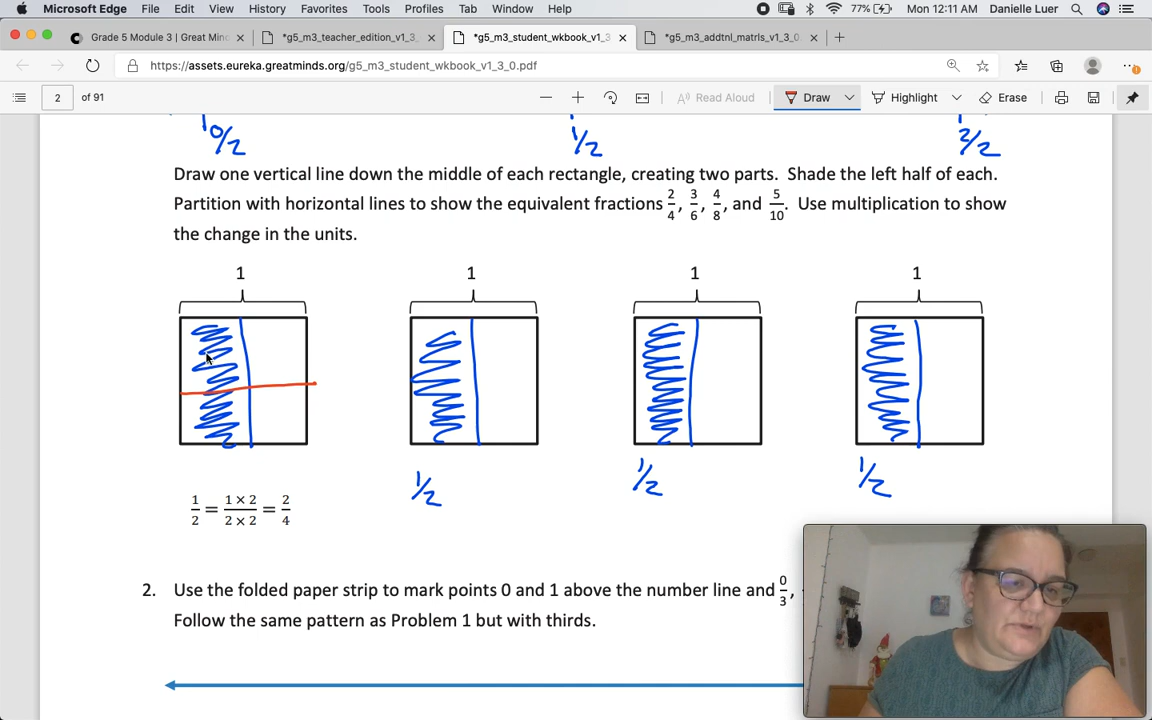 Microsoft Edge File Edit View History Favorites Tools Profiles Tab Window Help 77% Mon 12:11 AM Danielle Luer
Grade 5 Module 3 | Great Min *g5_m3_teacher_edition_v1_3_ *g5_m3_student_wkbook_v1_3 *g5_m3_addtnl_matrls_v1_3_0
https://assets.eureka.greatminds.org/g5_m3_student_wkbook_v1_3_0.pdf
2 of 91 Read Aloud Draw Highlight Erase
0/2 1/2 2/2
Draw one vertical line down the middle of each rectangle, creating two parts. Shade the left half of each.
Partition with horizontal lines to show the equivalent fractions 2/4, 3/6, 4/8, and 5/10. Use multiplication to show
the change in the units.
1 1 1 1
1/2 1/2 1/2
1/2 = 1 x 2/2 x 2 = 2/4
2. Use the folded paper strip to mark points 0 and 1 above the number line and 0/3,
Follow the same pattern as Problem 1 but with thirds.